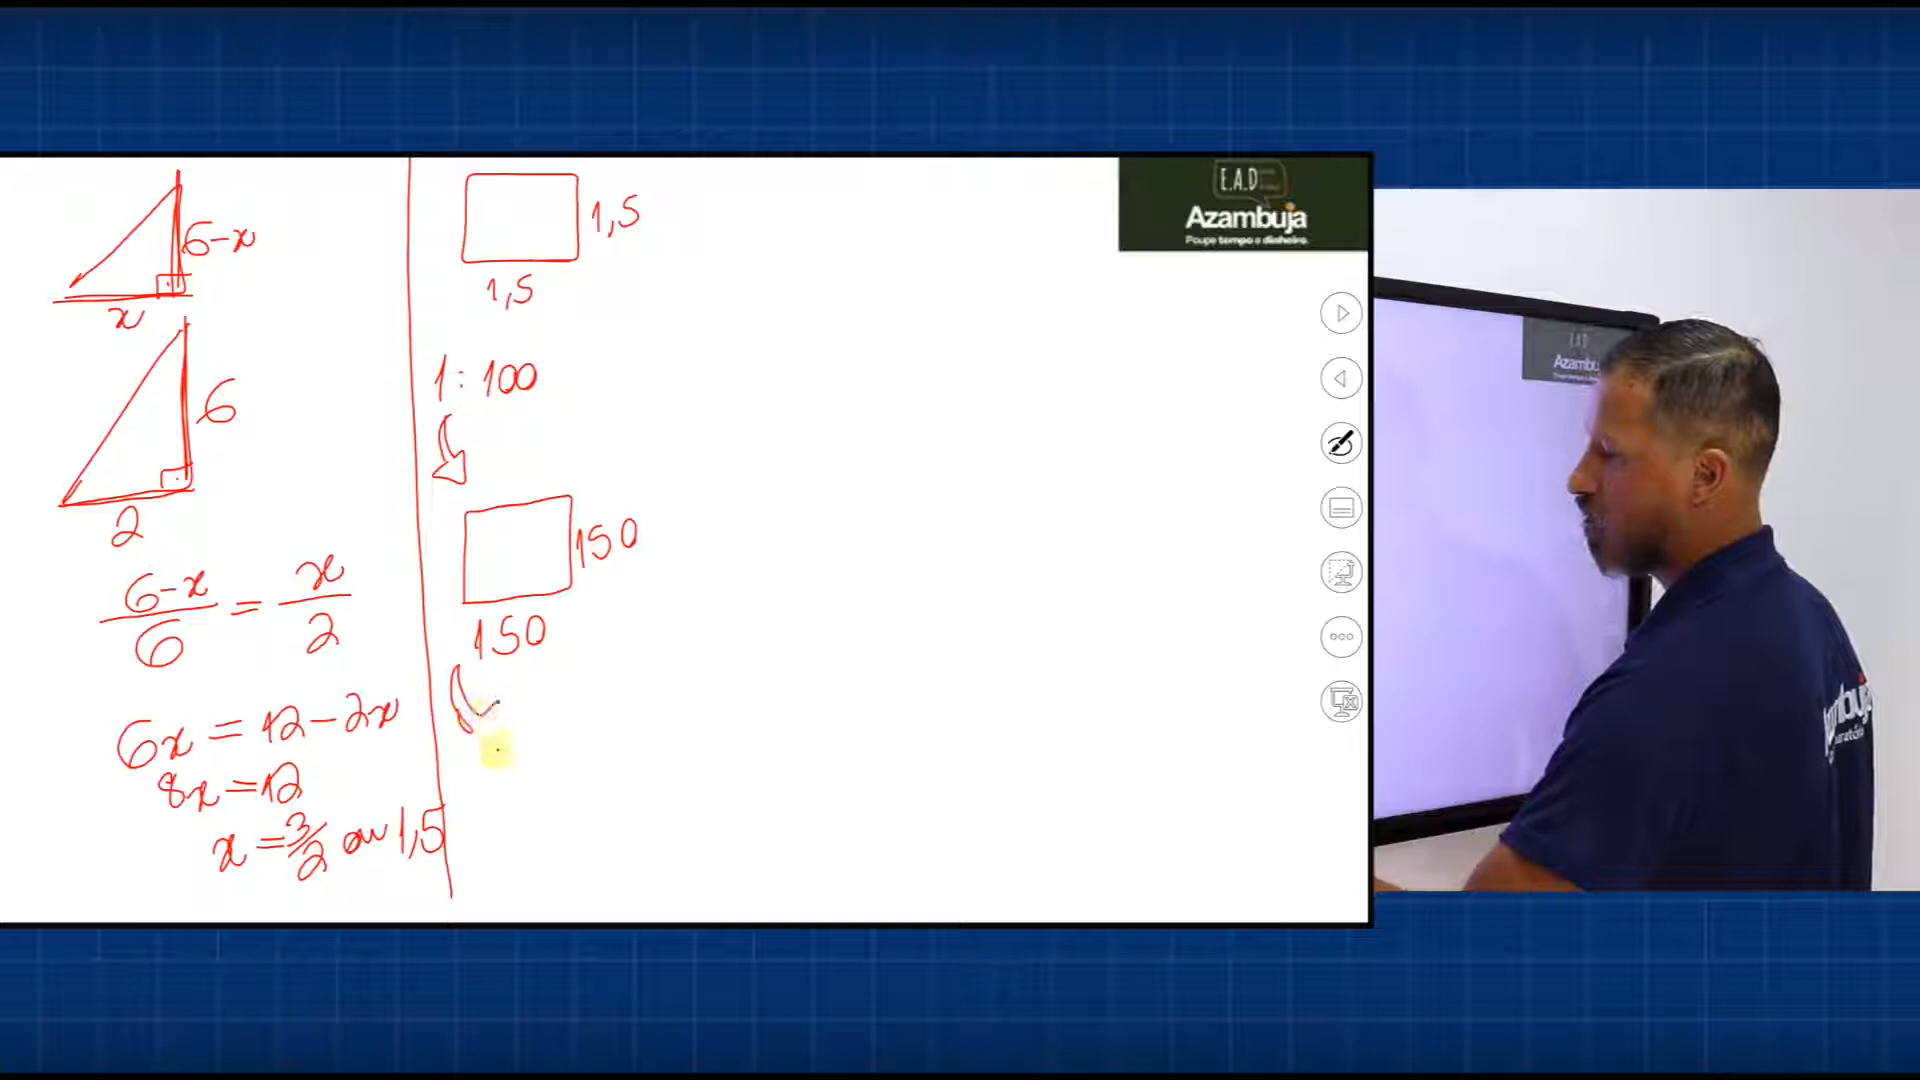 6-x
x
6
2
6-x/6 = x/2
6x = 12-2x
8x = 12
x = 3/2 ou 1,5
1,5
1,5
1: 100
150
150
E.A.D
Azambuja
Poupe tempo e dinheiro.
EAD